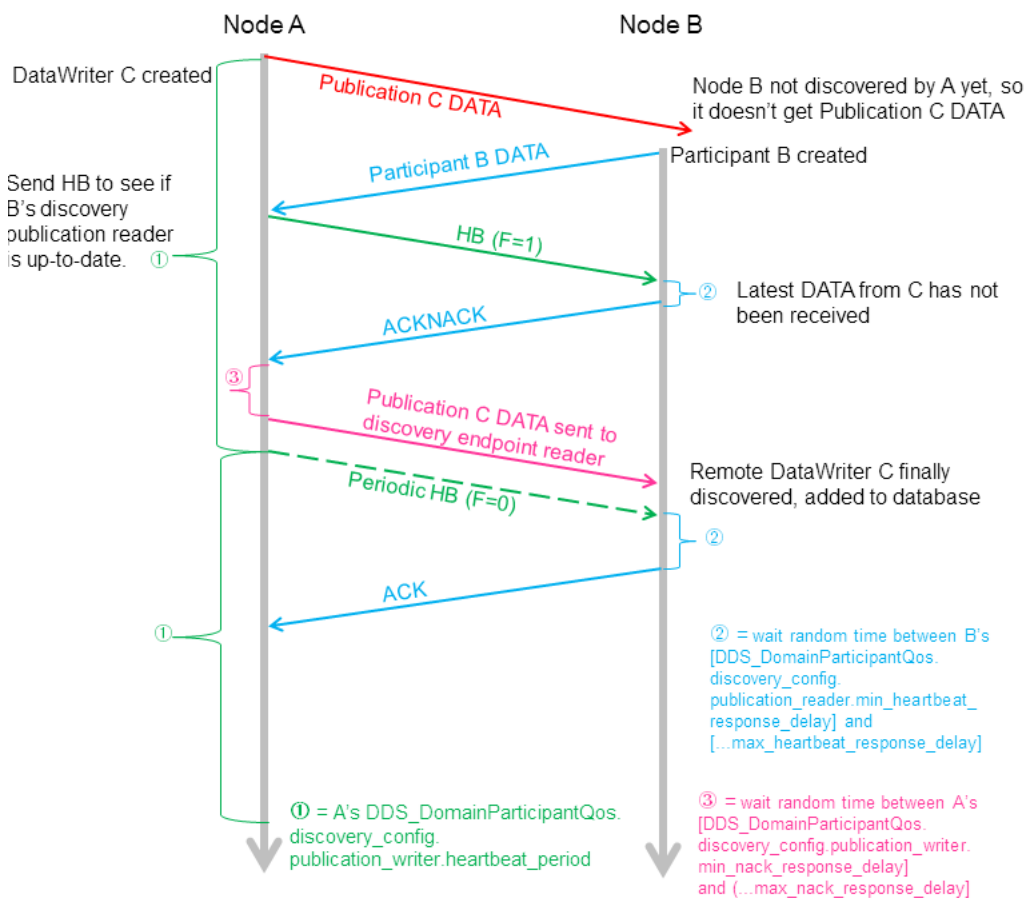 Node A
Node B
DataWriter C created
Publication C DATA
Node B not discovered by A yet, so
it doesn't get Publication C DATA
Participant B created
Participant B DATA
Send HB to see if
B's discovery
publication reader
is up-to-date.
①
HB (F=1)
②
Latest DATA from C has not
been received
ACKNACK
③
Publication C DATA sent to
discovery endpoint reader
Remote DataWriter C finally
discovered, added to database
Periodic HB (F=0)
②
ACK
①
② = wait random time between B's
[DDS_DomainParticipantQos.
discovery_config.
publication_reader.min_heartbeat_
response_delay] and
[...max_heartbeat_response_delay]
① = A's DDS_DomainParticipantQos.
discovery_config.
publication_writer.heartbeat_period
③ = wait random time between A's
[DDS_DomainParticipantQos.
discovery_config.publication_writer.
min_nack_response_delay]
and (...max_nack_response_delay]